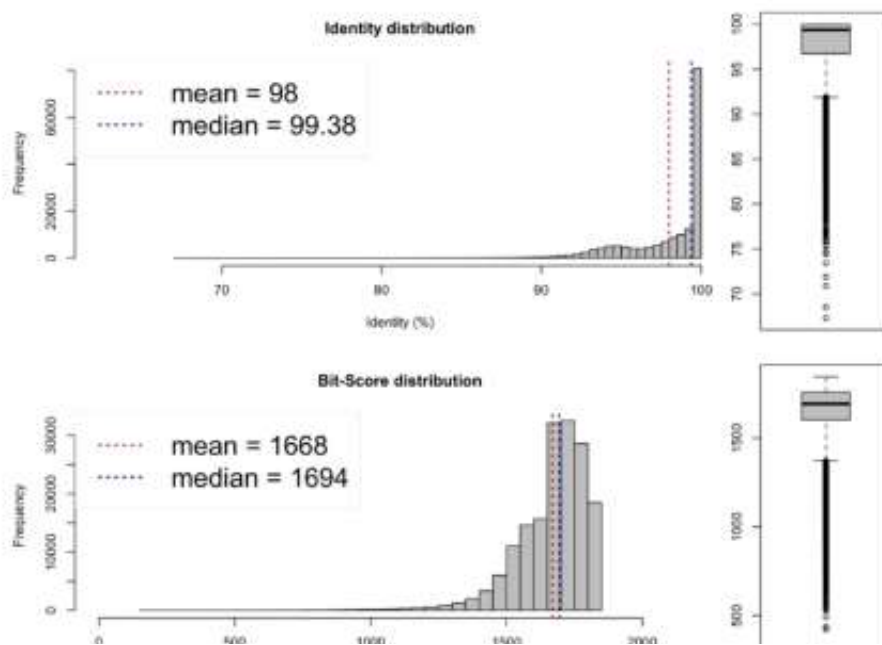 Identity distribution
mean = 98
median = 99.38
Frequency
0
20000
60000
70
80
90
100
Identity (%)
100
95
90
85
80
75
70
Bit-Score distribution
mean = 1668
median = 1694
Frequency
0
10000
20000
30000
0
500
1000
1500
2000
1500
1000
500